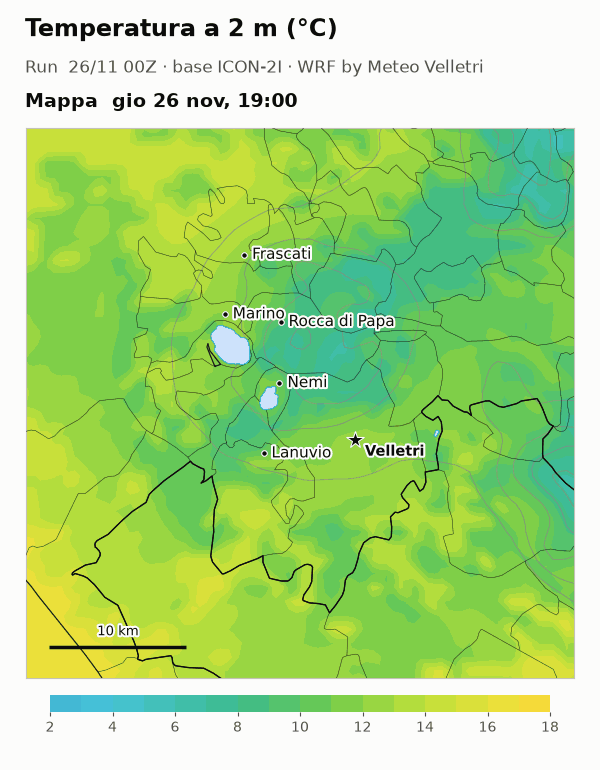 Temperatura a 2 m (°C)
Run  26/11 00Z · base ICON-2I · WRF by Meteo Velletri
Mappa  gio 26 nov, 19:00
Frascati
Marino
Rocca di Papa
Nemi
Velletri
Lanuvio
10 km
2 4 6 8 10 12 14 16 18